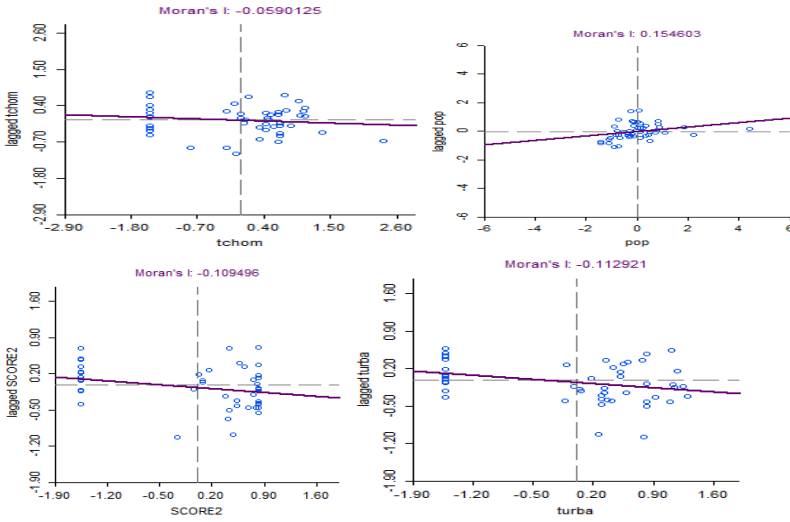 Moran's I: -0.0590125
lagged tchom
2.60
1.50
0.40
-0.70
-1.80
-2.90
-2.90 -1.80 -0.70 0.40 1.50 2.60
tchom
Moran's I: 0.154603
lagged pop
6
4
2
0
-2
-4
-6
-6 -4 -2 0 2 4 6
pop
Moran's I: -0.109496
lagged SCORE2
1.60
0.90
0.20
-0.50
-1.20
-1.90
-1.90 -1.20 -0.50 0.20 0.90 1.60
SCORE2
Moran's I: -0.112921
lagged turba
1.60
0.90
0.20
-0.50
-1.20
-1.90
-1.90 -1.20 -0.50 0.20 0.90 1.60
turba